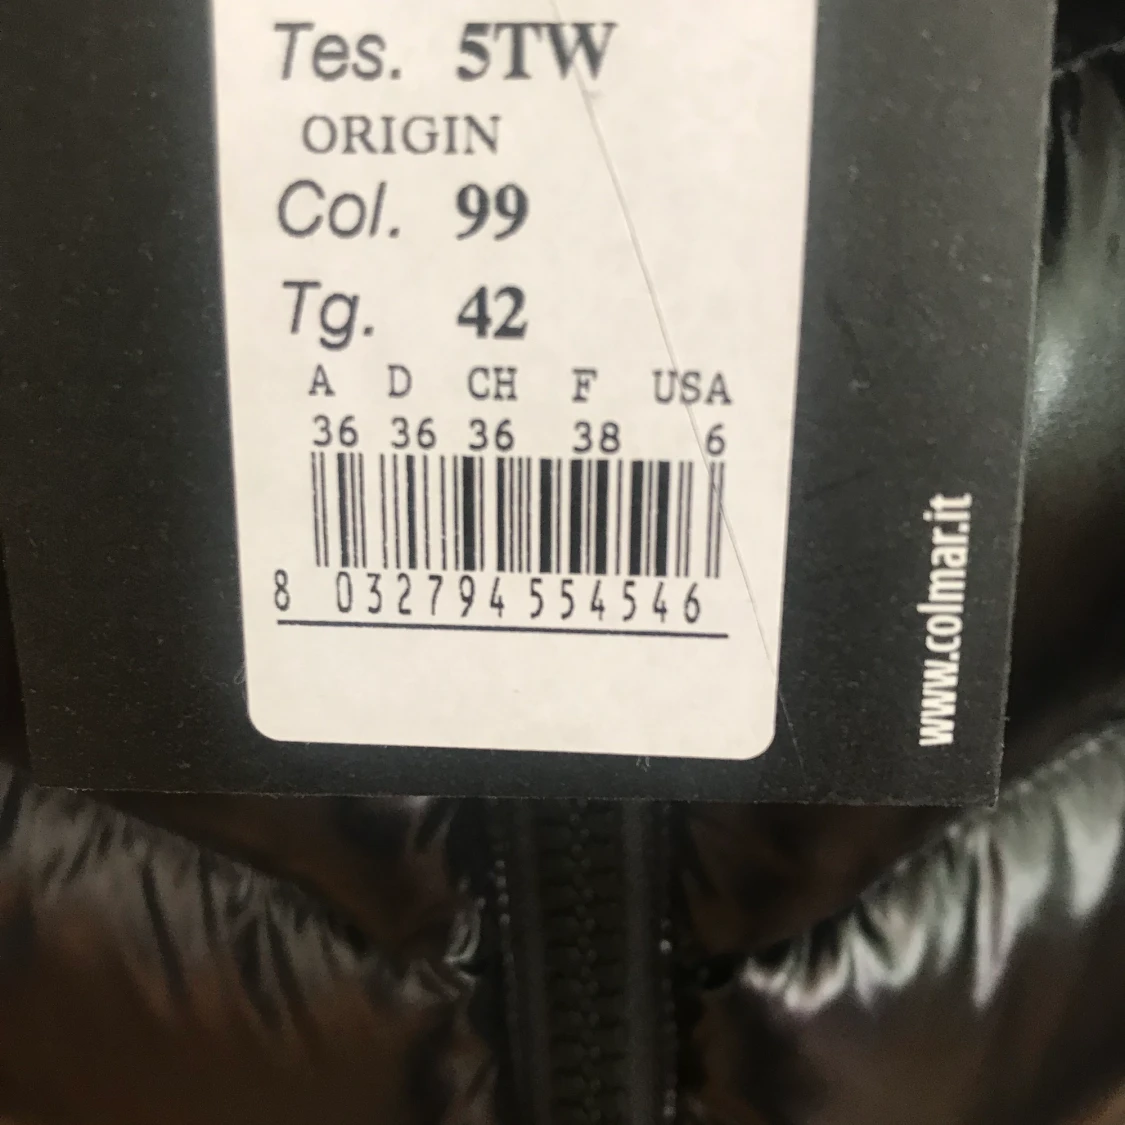 Tes. 5TW
ORIGIN
Col. 99
Tg. 42
A D CH F USA
36 36 36 38 6
8 032794 554546
www.colmar.it